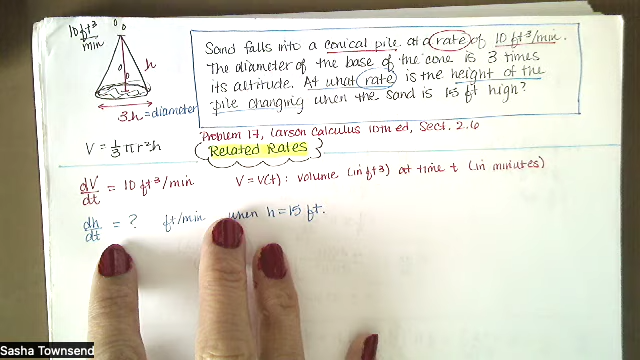 10 ft³
min
h
3h = diameter
V = 1/3 πr²h
Sand falls into a conical pile at a rate of 10 ft³/min.
The diameter of the base of the cone is 3 times
its altitude. At what rate is the height of the
pile changing when the sand is 15 ft high?
Problem 17, Larson Calculus 10th ed, Sect. 2.6
Related Rates
dV/dt = 10 ft³/min V = V(t): volume (in ft³) at time t (in minutes)
dh/dt = ? ft/min when h = 15 ft.
Sasha Townsend